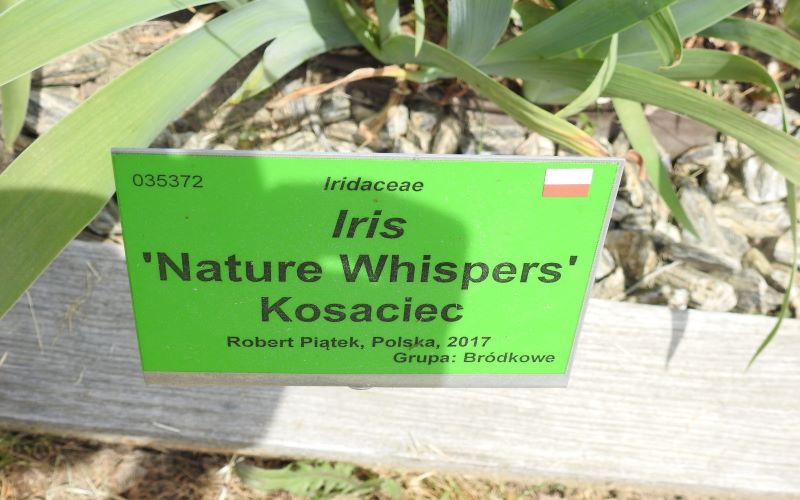 035372
Iridaceae
Iris
'Nature Whispers'
Kosaciec
Robert Piątek, Polska, 2017
Grupa: Bródkowe